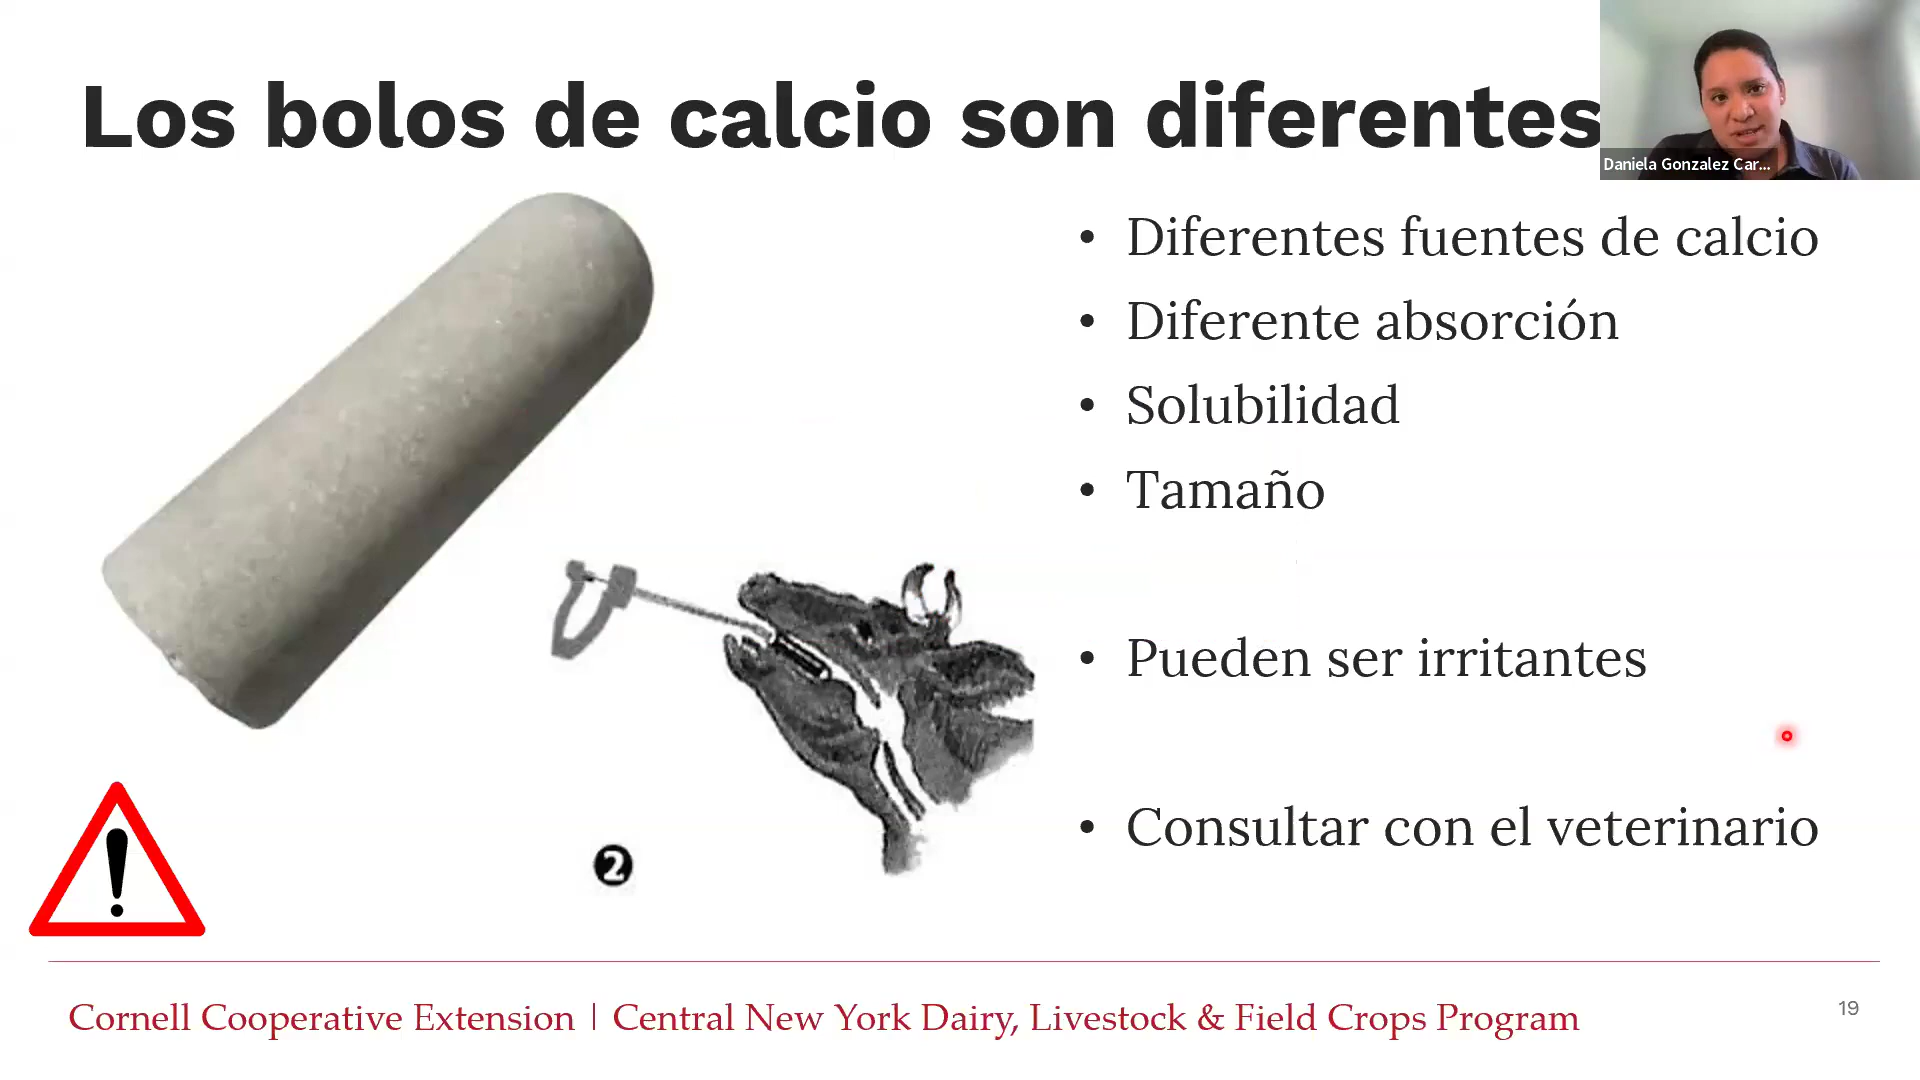 Los bolos de calcio son diferentes
Daniela Gonzalez Car...
• Diferentes fuentes de calcio
• Diferente absorción
• Solubilidad
• Tamaño
• Pueden ser irritantes
• Consultar con el veterinario
2
Cornell Cooperative Extension | Central New York Dairy, Livestock & Field Crops Program
19